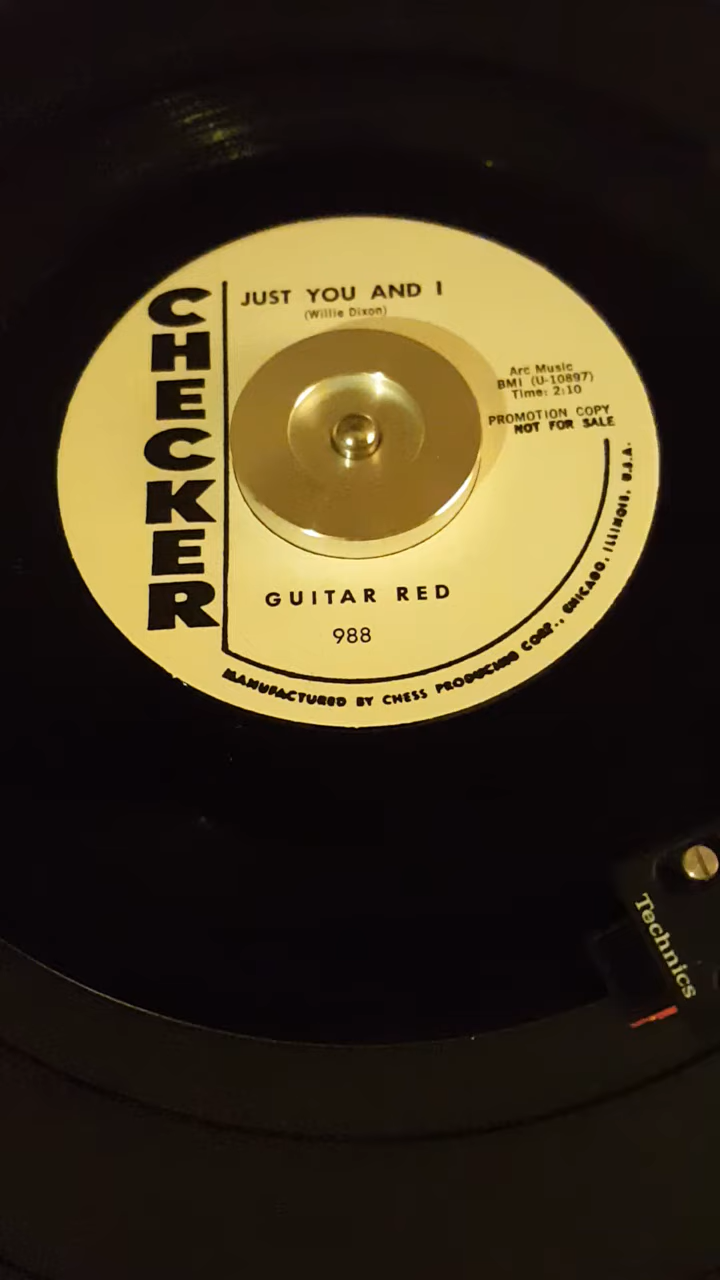 CHECKER
JUST YOU AND I
(Willie Dixon)
Arc Music
BMI (U-10897)
Time: 2:10
PROMOTION COPY
NOT FOR SALE
GUITAR RED
988
MANUFACTURED BY CHESS PRODUCING CORP., CHICAGO, ILLINOIS, U.S.A.
Technics